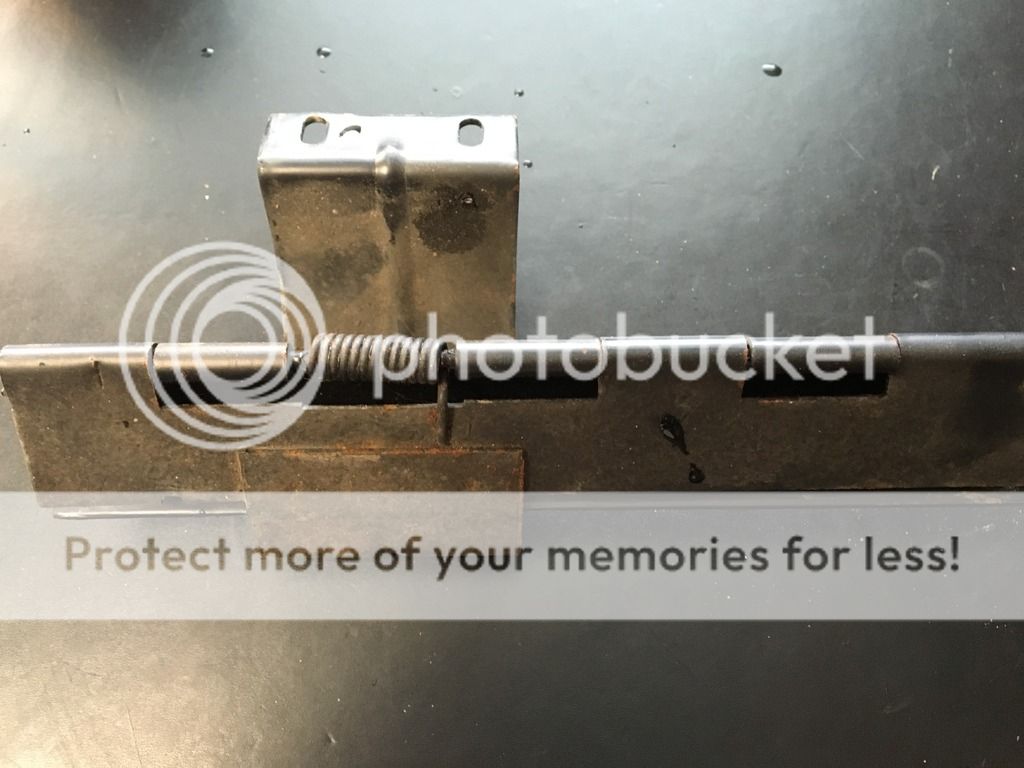 photobucket
Protect more of your memories for less!